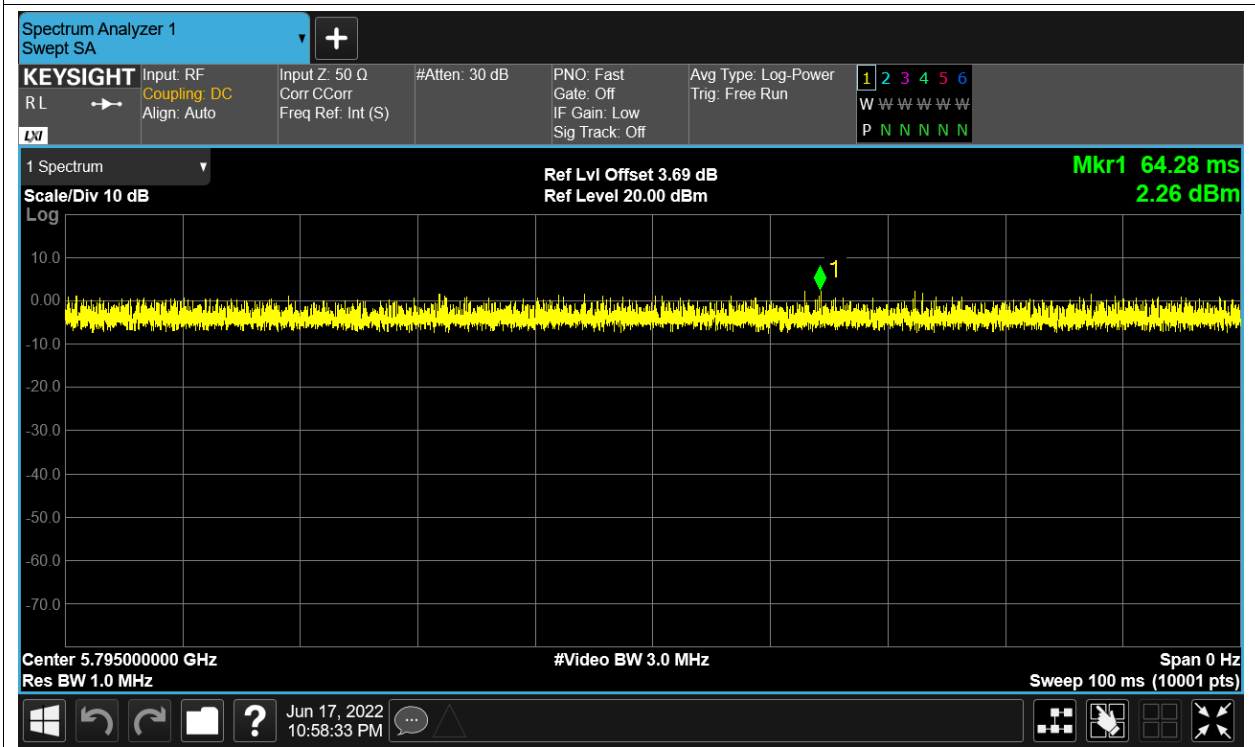 Spectrum Analyzer 1
Swept SA
KEYSIGHT
R L
LXI
Input: RF
Coupling: DC
Align: Auto
Input Z: 50 Ω
Corr CCorr
Freq Ref: Int (S)
#Atten: 30 dB
PNO: Fast
Gate: Off
IF Gain: Low
Sig Track: Off
Avg Type: Log-Power
Trig: Free Run
1 2 3 4 5 6
W W W W W W
P N N N N N
1 Spectrum
Scale/Div 10 dB
Ref Lvl Offset 3.69 dB
Ref Level 20.00 dBm
Mkr1 64.28 ms
2.26 dBm
Log
10.0
0.00
-10.0
-20.0
-30.0
-40.0
-50.0
-60.0
-70.0
1
Center 5.795000000 GHz
Res BW 1.0 MHz
#Video BW 3.0 MHz
Span 0 Hz
Sweep 100 ms (10001 pts)
?
Jun 17, 2022
10:58:33 PM